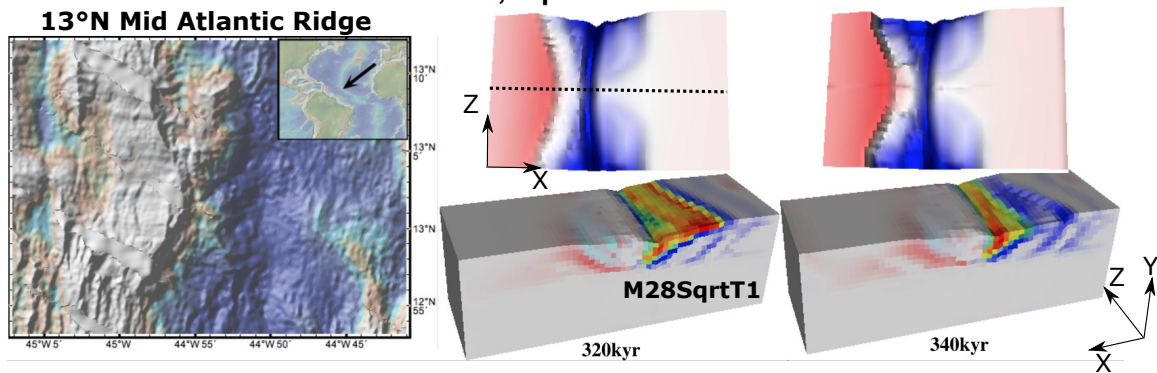 13°N Mid Atlantic Ridge
13°N
10´
13°N
5´
13°N
12°N
55´
45°W 5´
45°W
44°W 55´
44°W 50´
44°W 45´
Z
X
M28SqrtT1
320kyr
340kyr
Z
Y
X